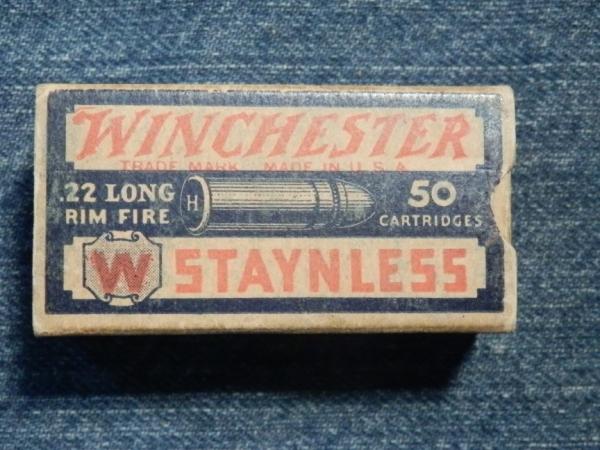 WINCHESTER
TRADE MARK MADE IN U.S.A.
.22 LONG
RIM FIRE
H
50
CARTRIDGES
W
STAYNLESS